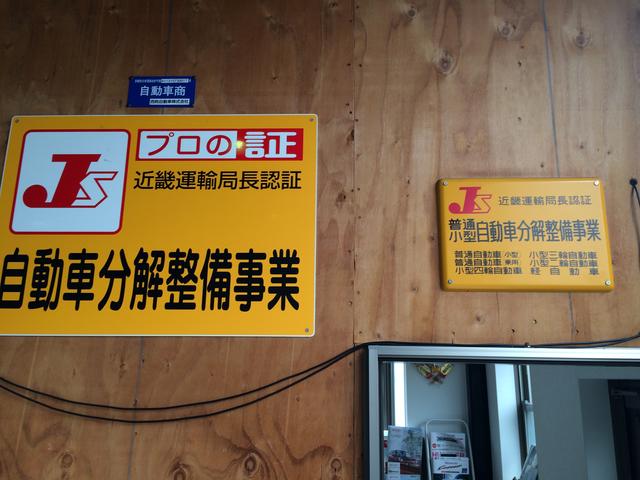 自動車商
JS
プロの証
近畿運輸局長認証
自動車分解整備事業
JS 近畿運輸局長認証
普通
小型
自動車分解整備事業
普通自動車(小型) 小型三輪自動車
普通自動車(乗用) 小型二輪自動車
小型四輪自動車 軽自動車